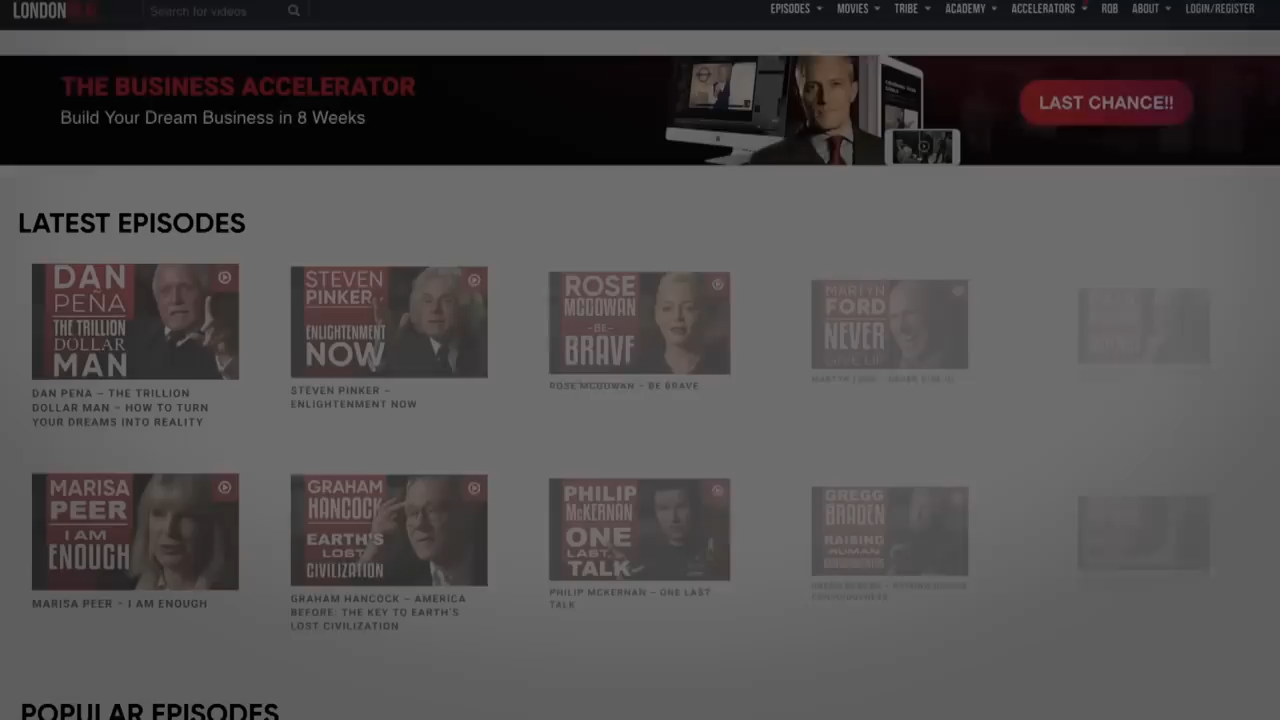 LONDONREAL
Search for videos
EPISODES MOVIES TRIBE ACADEMY ACCELERATORS RQB ABOUT LOGIN/REGISTER
THE BUSINESS ACCELERATOR
Build Your Dream Business in 8 Weeks
LAST CHANCE!!
LATEST EPISODES
DAN
PEÑA
THE TRILLION
DOLLAR
MAN
DAN PENA – THE TRILLION
DOLLAR MAN – HOW TO TURN
YOUR DREAMS INTO REALITY
STEVEN
PINKER
ENLIGHTENMENT
NOW
STEVEN PINKER –
ENLIGHTENMENT NOW
ROSE
MCGOWAN
-BE-
BRAVE
ROSE MCGOWAN – BE BRAVE
MARTYN
FORD
NEVER
MARISA
PEER
I AM
ENOUGH
MARISA PEER – I AM ENOUGH
GRAHAM
HANCOCK
EARTH'S
LOST
CIVILIZATION
GRAHAM HANCOCK – AMERICA
BEFORE: THE KEY TO EARTH'S
LOST CIVILIZATION
PHILIP
McKERNAN
ONE
LAST
TALK
PHILIP MCKERNAN – ONE LAST
TALK
GREGG
BRADEN
RAISING
HUMAN
POPULAR EPISODES